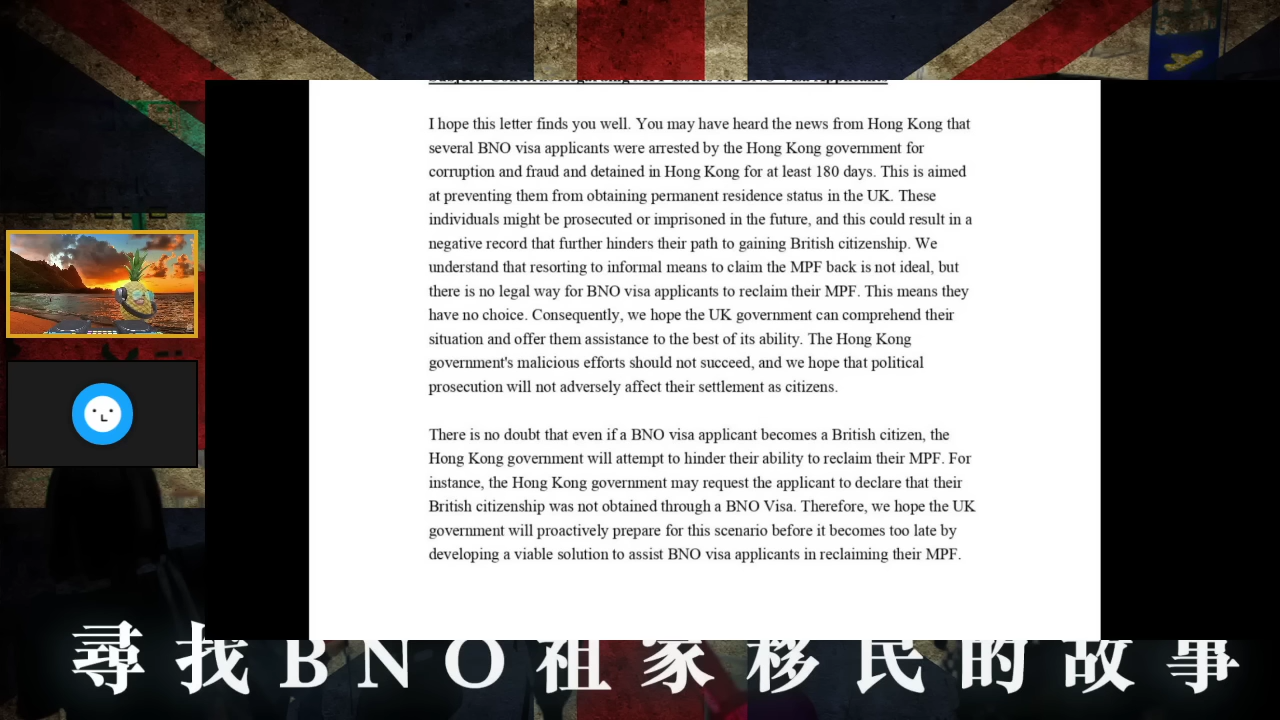 I hope this letter finds you well. You may have heard the news from Hong Kong that
several BNO visa applicants were arrested by the Hong Kong government for
corruption and fraud and detained in Hong Kong for at least 180 days. This is aimed
at preventing them from obtaining permanent residence status in the UK. These
individuals might be prosecuted or imprisoned in the future, and this could result in a
negative record that further hinders their path to gaining British citizenship. We
understand that resorting to informal means to claim the MPF back is not ideal, but
there is no legal way for BNO visa applicants to reclaim their MPF. This means they
have no choice. Consequently, we hope the UK government can comprehend their
situation and offer them assistance to the best of its ability. The Hong Kong
government's malicious efforts should not succeed, and we hope that political
prosecution will not adversely affect their settlement as citizens.
There is no doubt that even if a BNO visa applicant becomes a British citizen, the
Hong Kong government will attempt to hinder their ability to reclaim their MPF. For
instance, the Hong Kong government may request the applicant to declare that their
British citizenship was not obtained through a BNO Visa. Therefore, we hope the UK
government will proactively prepare for this scenario before it becomes too late by
developing a viable solution to assist BNO visa applicants in reclaiming their MPF.
尋找BNO祖家移民的故事